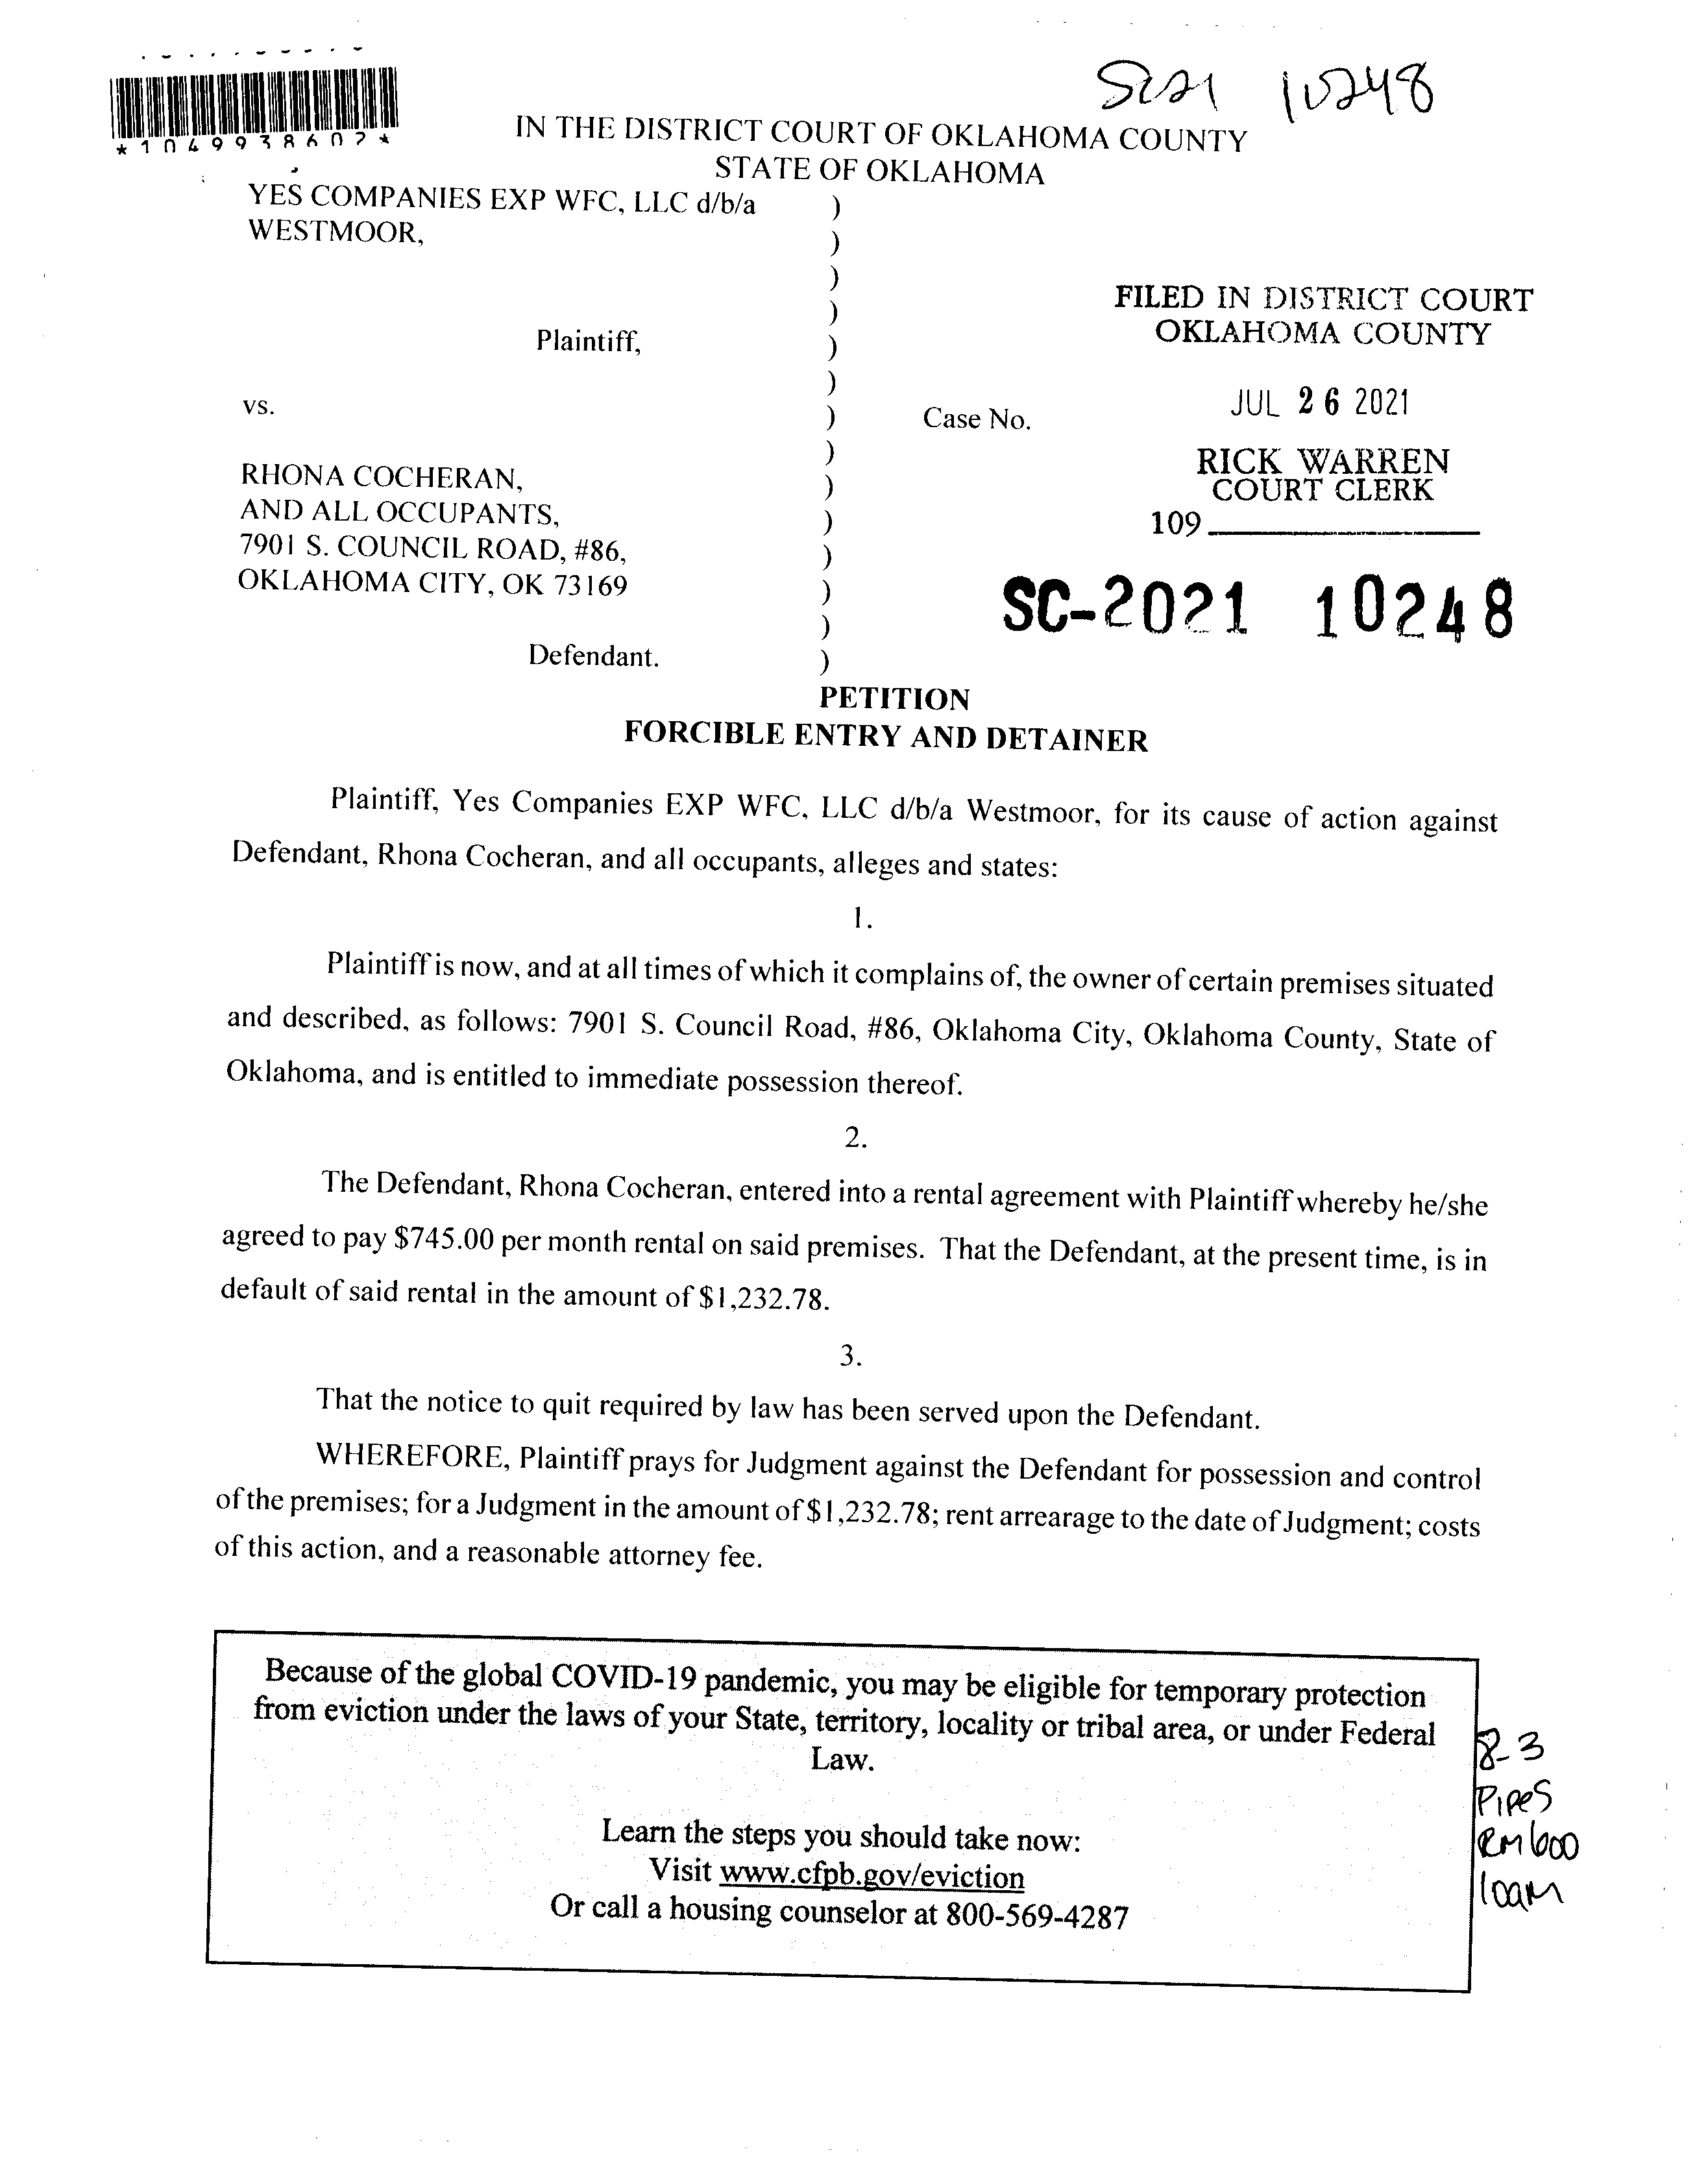 SC21 10248
*1049938602*
IN THE DISTRICT COURT OF OKLAHOMA COUNTY
STATE OF OKLAHOMA
YES COMPANIES EXP WFC, LLC d/b/a )
WESTMOOR, )
)
)
Plaintiff, )
)
vs. ) Case No.
)
RHONA COCHERAN, )
AND ALL OCCUPANTS, )
7901 S. COUNCIL ROAD, #86, )
OKLAHOMA CITY, OK 73169 )
)
Defendant. )
FILED IN DISTRICT COURT
OKLAHOMA COUNTY
JUL 26 2021
RICK WARREN
COURT CLERK
109
SC-2021 10248
PETITION
FORCIBLE ENTRY AND DETAINER
Plaintiff, Yes Companies EXP WFC, LLC d/b/a Westmoor, for its cause of action against
Defendant, Rhona Cocheran, and all occupants, alleges and states:
1.
Plaintiff is now, and at all times of which it complains of, the owner of certain premises situated
and described, as follows: 7901 S. Council Road, #86, Oklahoma City, Oklahoma County, State of
Oklahoma, and is entitled to immediate possession thereof.
2.
The Defendant, Rhona Cocheran, entered into a rental agreement with Plaintiff whereby he/she
agreed to pay $745.00 per month rental on said premises. That the Defendant, at the present time, is in
default of said rental in the amount of $1,232.78.
3.
That the notice to quit required by law has been served upon the Defendant.
WHEREFORE, Plaintiff prays for Judgment against the Defendant for possession and control
of the premises; for a Judgment in the amount of $1,232.78; rent arrearage to the date of Judgment; costs
of this action, and a reasonable attorney fee.
Because of the global COVID-19 pandemic, you may be eligible for temporary protection
from eviction under the laws of your State, territory, locality or tribal area, or under Federal
Law.
Learn the steps you should take now:
Visit www.cfpb.gov/eviction
Or call a housing counselor at 800-569-4287
8-3
Pipes
RM 600
10am